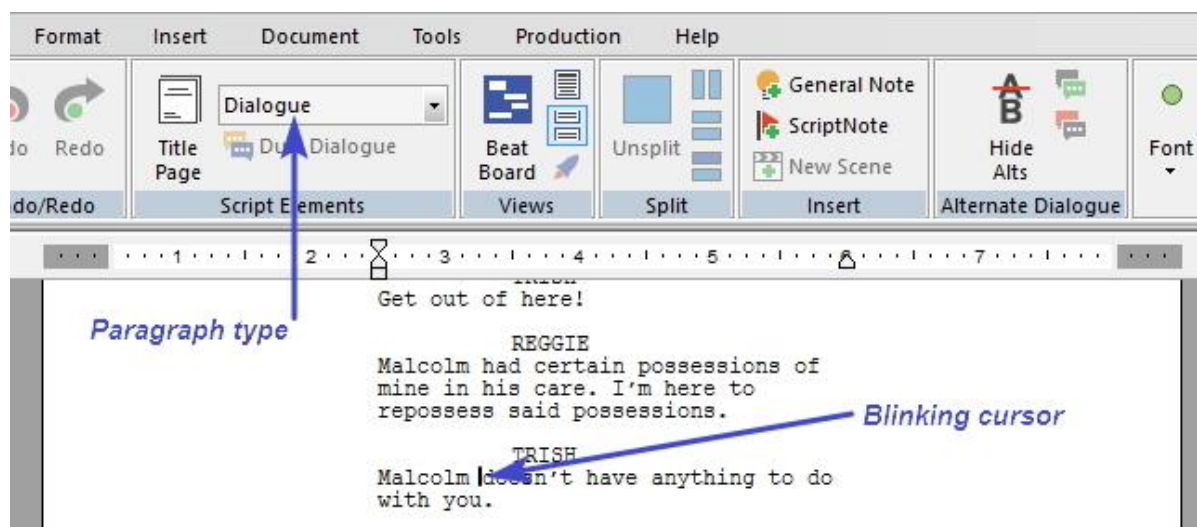 Format Insert Document Tools Production Help
Redo
Title
Page
Dialogue
Dual Dialogue
Beat
Board
Unsplit
General Note
ScriptNote
New Scene
A
B
Hide
Alts
Font
do/Redo Script Elements Views Split Insert Alternate Dialogue
1 2 3 4 5 6 7
TRISH
Get out of here!
Paragraph type
REGGIE
Malcolm had certain possessions of
mine in his care. I'm here to
repossess said possessions.
Blinking cursor
TRISH
Malcolm doesn't have anything to do
with you.